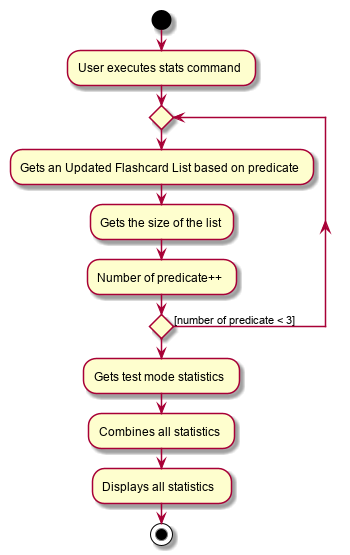 User executes stats command
Gets an Updated Flashcard List based on predicate
Gets the size of the list
Number of predicate++
[number of predicate < 3]
Gets test mode statistics
Combines all statistics
Displays all statistics